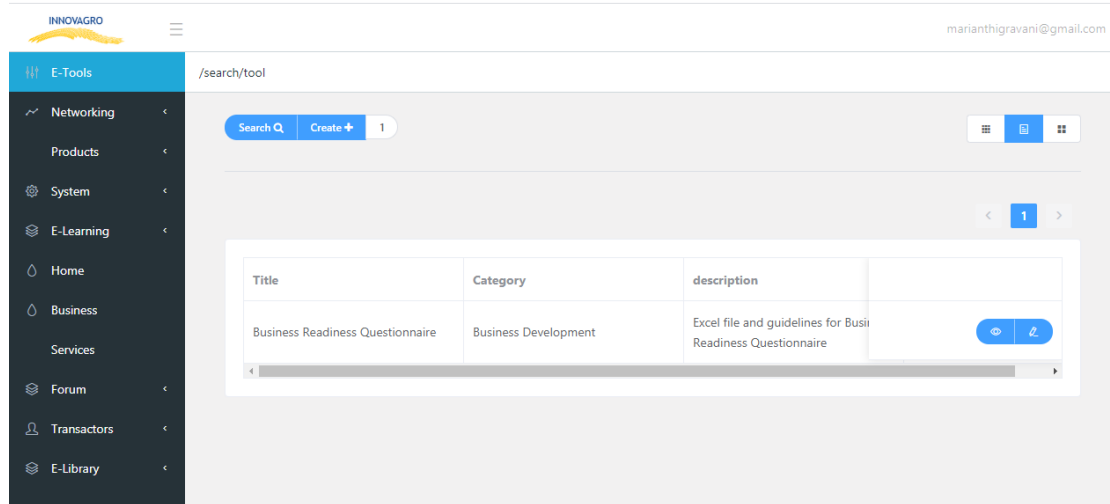 INNOVAGRO
marianthigravani@gmail.com
E-Tools
/search/tool
Networking
Search
Create
1
Products
System
1
E-Learning
Home
Title
Category
description
Business
Business Readiness Questionnaire
Business Development
Excel file and guidelines for Busin
Readiness Questionnaire
Services
Forum
Transactors
E-Library